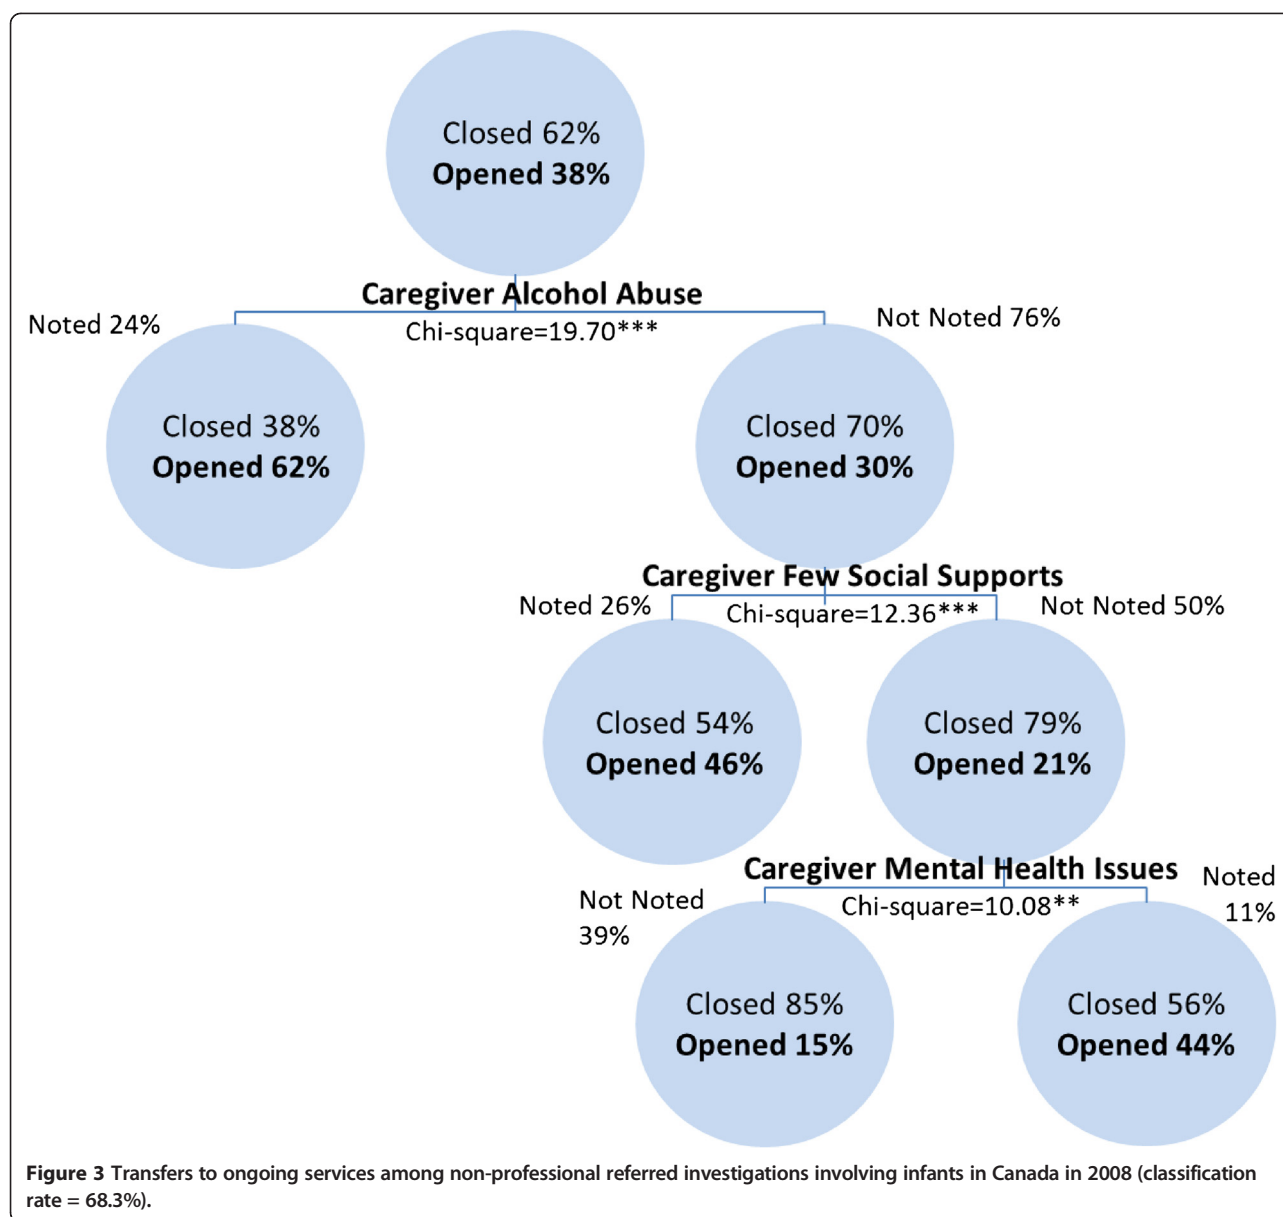 Closed 62%
Opened 38%
Caregiver Alcohol Abuse
Noted 24%
Chi-square=19.70***
Not Noted 76%
Closed 38%
Opened 62%
Closed 70%
Opened 30%
Caregiver Few Social Supports
Noted 26%
Chi-square=12.36***
Not Noted 50%
Closed 54%
Opened 46%
Closed 79%
Opened 21%
Caregiver Mental Health Issues
Not Noted
39%
Chi-square=10.08**
Noted
11%
Closed 85%
Opened 15%
Closed 56%
Opened 44%
Figure 3 Transfers to ongoing services among non-professional referred investigations involving infants in Canada in 2008 (classification
rate = 68.3%).